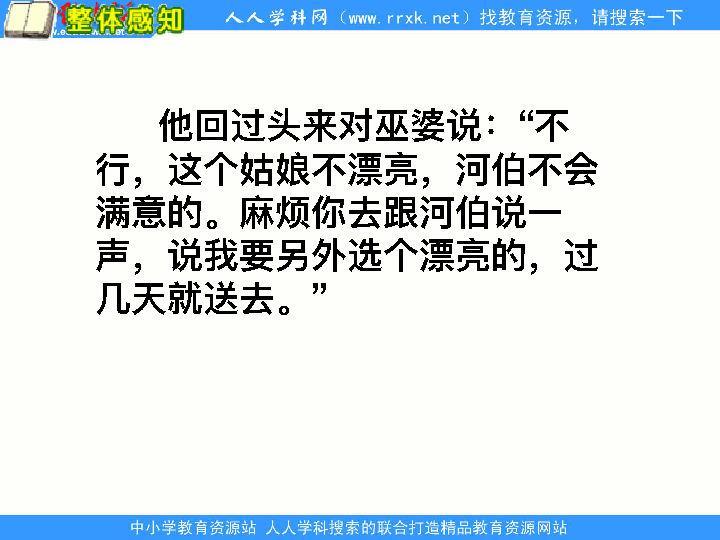 整体感知
人人学科网（www.rrxk.net）找教育资源，请搜索一下
他回过头来对巫婆说：“不
行，这个姑娘不漂亮，河伯不会
满意的。麻烦你去跟河伯说一
声，说我要另外选个漂亮的，过
几天就送去。”
中小学教育资源站 人人学科搜索的联合打造精品教育资源网站